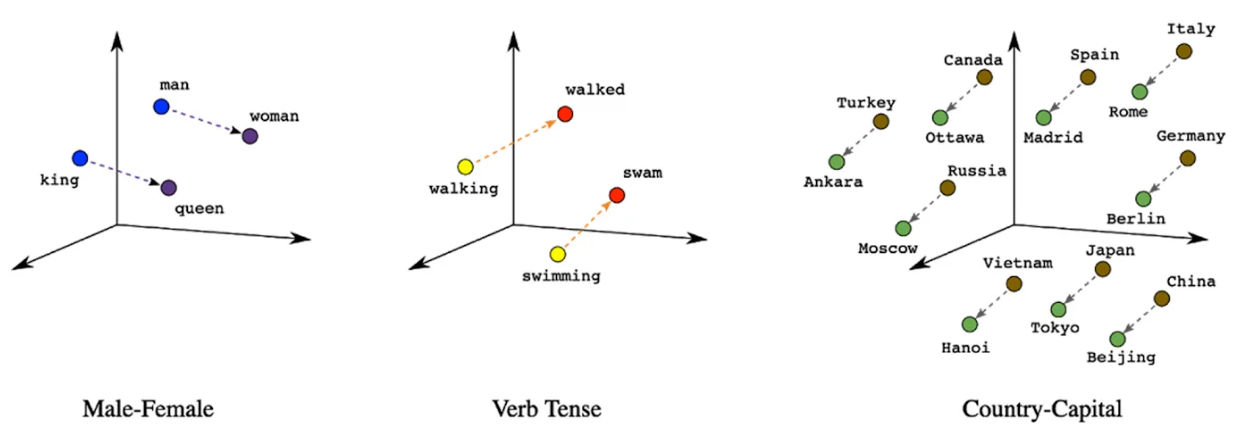 man
woman
king
queen
Male-Female
walked
walking
swam
swimming
Verb Tense
Italy
Spain
Canada
Rome
Turkey
Ottawa
Madrid
Germany
Ankara
Russia
Berlin
Moscow
Japan
Vietnam
China
Tokyo
Hanoi
Beijing
Country-Capital